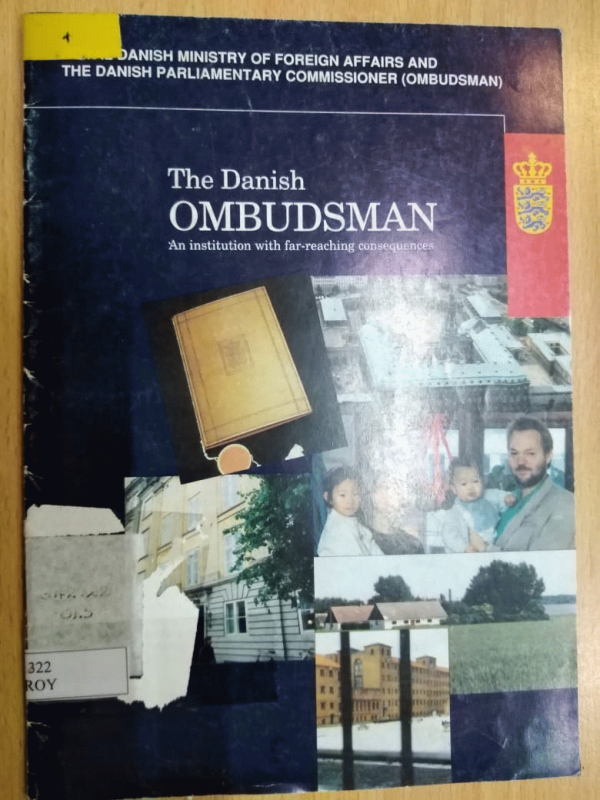 DANISH MINISTRY OF FOREIGN AFFAIRS AND
THE DANISH PARLIAMENTARY COMMISSIONER (OMBUDSMAN)
The Danish
OMBUDSMAN
An institution with far-reaching consequences
322
ROY